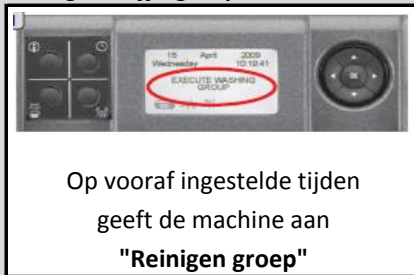 15 April 2009
Wednesday 10:19:41
EXECUTE WASHING
GROUP
OK
Op vooraf ingestelde tijden
geeft de machine aan
"Reinigen groep"